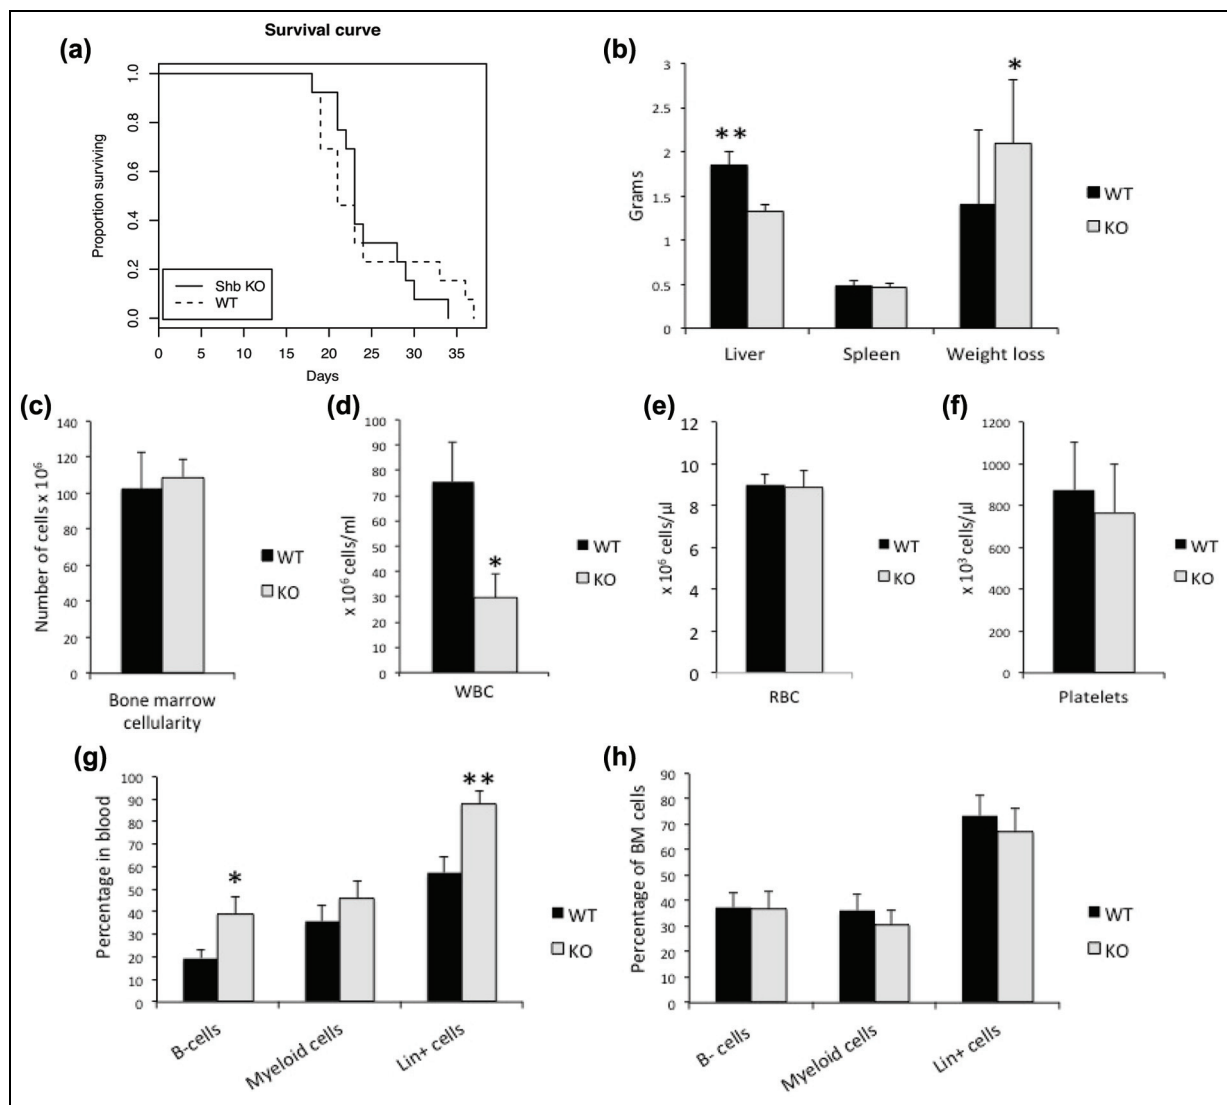 Survival curve
(a)
Proportion surviving
1.0
0.8
0.6
0.4
0.2
0.0
Shb KO
WT
0 5 10 15 20 25 30 35
Days
(b)
Grams
3
2.5
2
1.5
1
0.5
0
**
*
Liver Spleen Weight loss
WT
KO
(c)
Number of cells x 10⁶
140
120
100
80
60
40
20
0
Bone marrow
cellularity
WT
KO
(d)
x 10⁶ cells/ml
100
90
80
70
60
50
40
30
20
10
0
*
WBC
WT
KO
(e)
x 10⁶ cells/µl
12
10
8
6
4
2
0
RBC
WT
KO
(f)
x 10³ cells/µl
1200
1000
800
600
400
200
0
Platelets
WT
KO
(g)
Percentage in blood
100
90
80
70
60
50
40
30
20
10
0
*
**
B-cells Myeloid cells Lin+ cells
WT
KO
(h)
Percentage of BM cells
90
80
70
60
50
40
30
20
10
0
B- cells Myeloid cells Lin+ cells
WT
KO